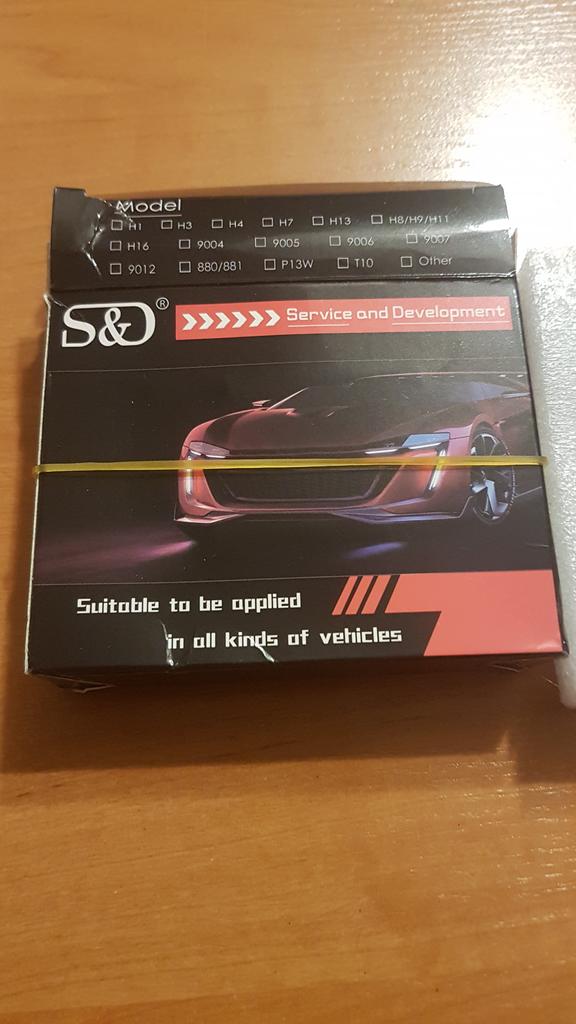 Model
H1 H3 H4 H7 H13 H8/H9/H11
H16 9004 9005 9006 9007
9012 880/881 P13W T10 Other
S&D® Service and Development
Suitable to be applied
in all kinds of vehicles